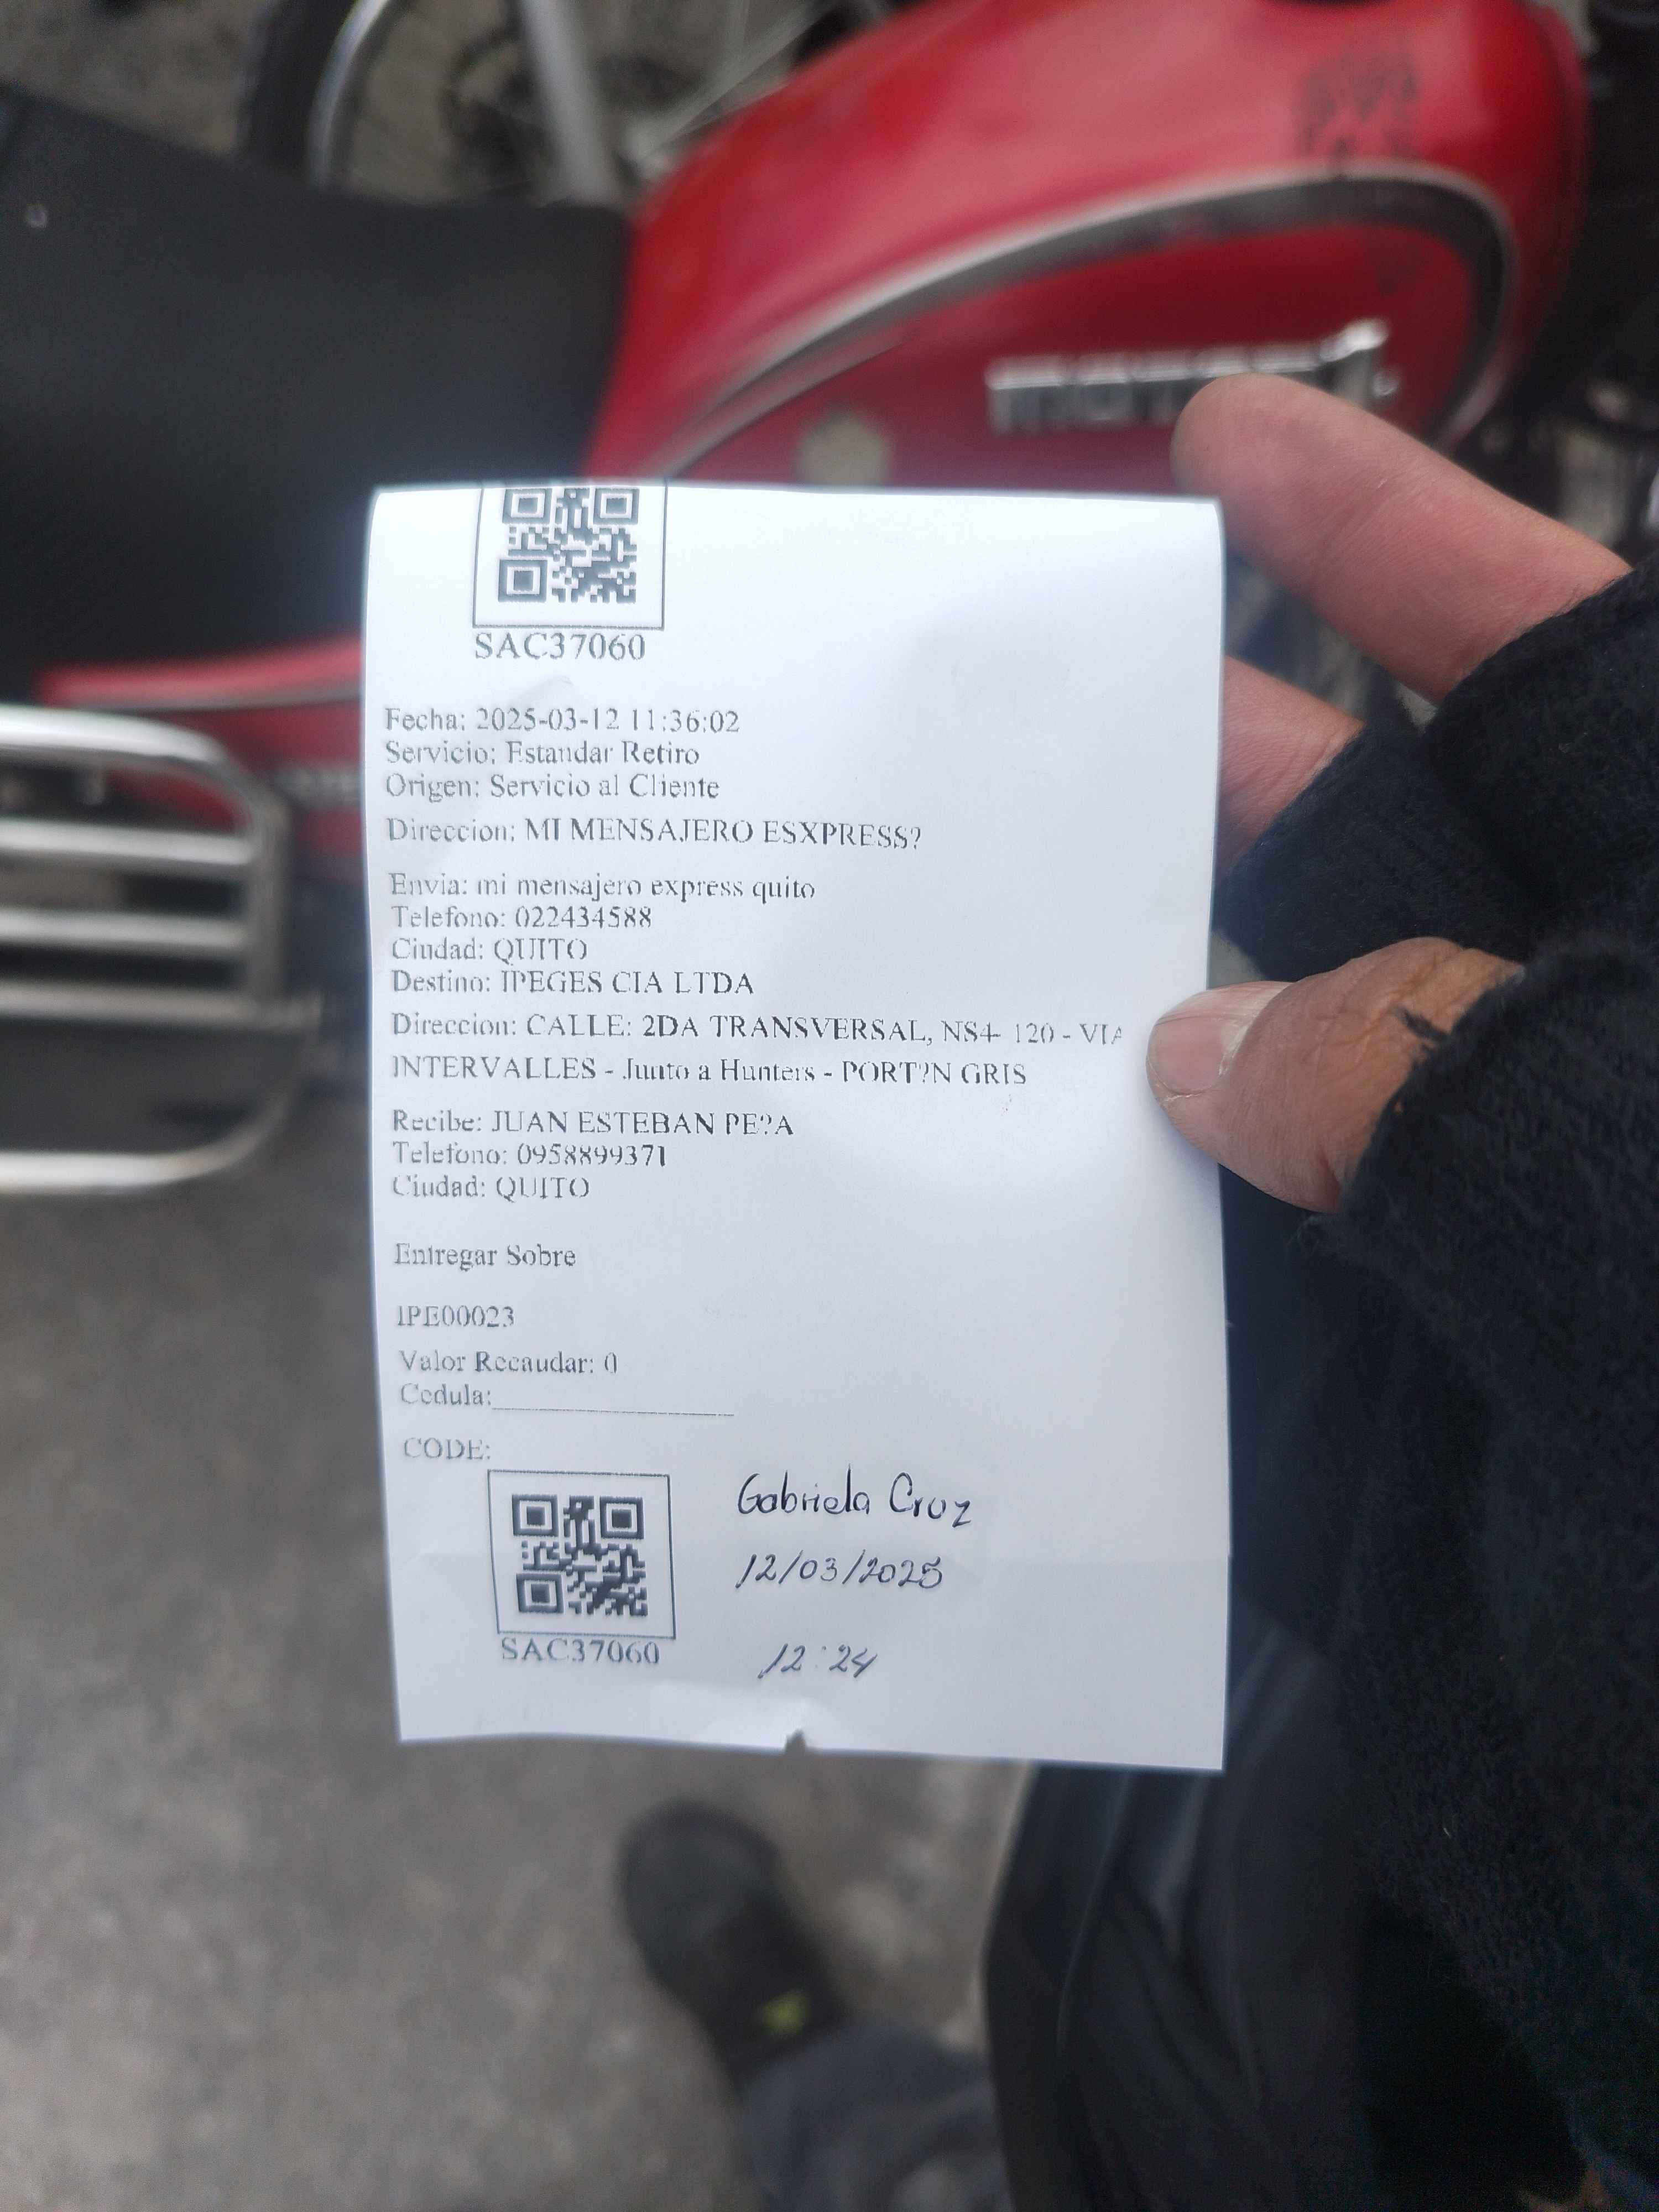 SAC37060
Fecha: 2025-03-12 11:36:02
Servicio: Estandar Retiro
Origen: Servicio al Cliente
Direccion: MI MENSAJERO ESXPRESS?
Envia: mi mensajero express quito
Telefono: 022434588
Ciudad: QUITO
Destino: IPEGES CIA LTDA
Direccion: CALLE: 2DA TRANSVERSAL, NS4- 120 - VIA
INTERVALLES - Junto a Hunters - PORT?N GRIS
Recibe: JUAN ESTEBAN PE?A
Telefono: 0958899371
Ciudad: QUITO
Entregar Sobre
IPE00023
Valor Recaudar: 0
Cedula:
CODE:
Gabriela Cruz
12/03/2025
SAC37060
12:24